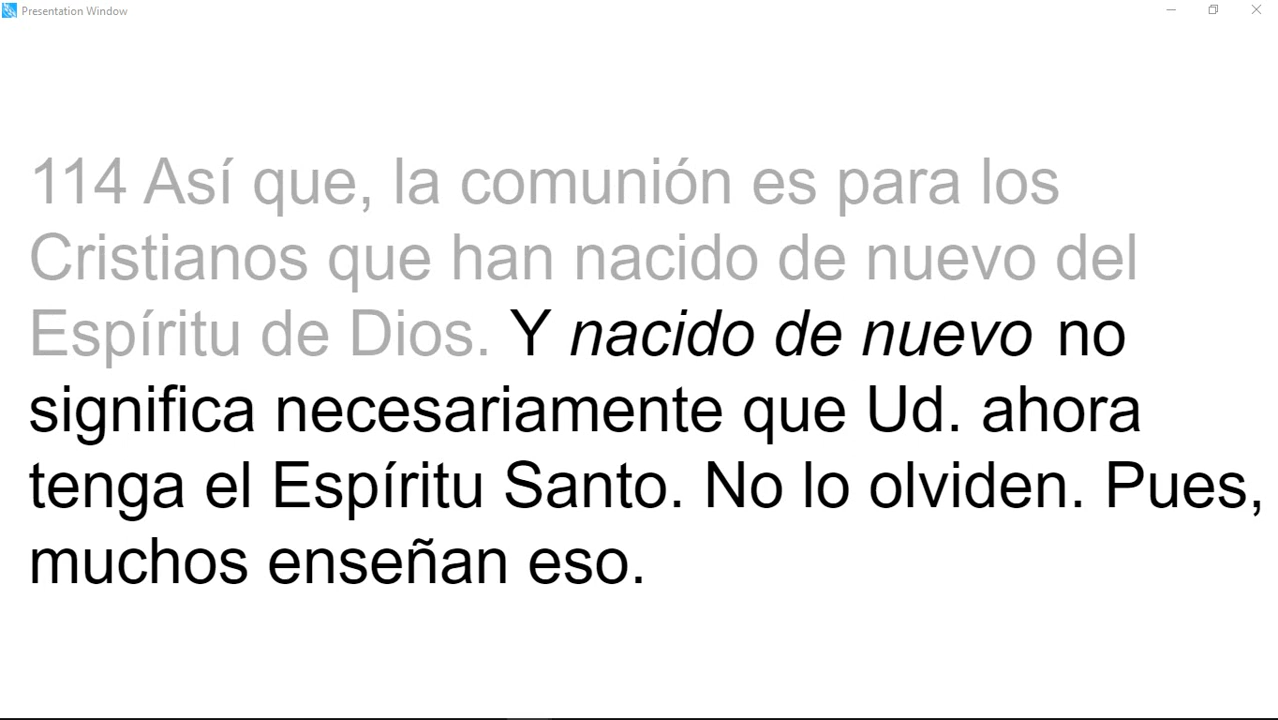 Presentation Window
114 Así que, la comunión es para los
Cristianos que han nacido de nuevo del
Espíritu de Dios. Y nacido de nuevo no
significa necesariamente que Ud. ahora
tenga el Espíritu Santo. No lo olviden. Pues,
muchos enseñan eso.